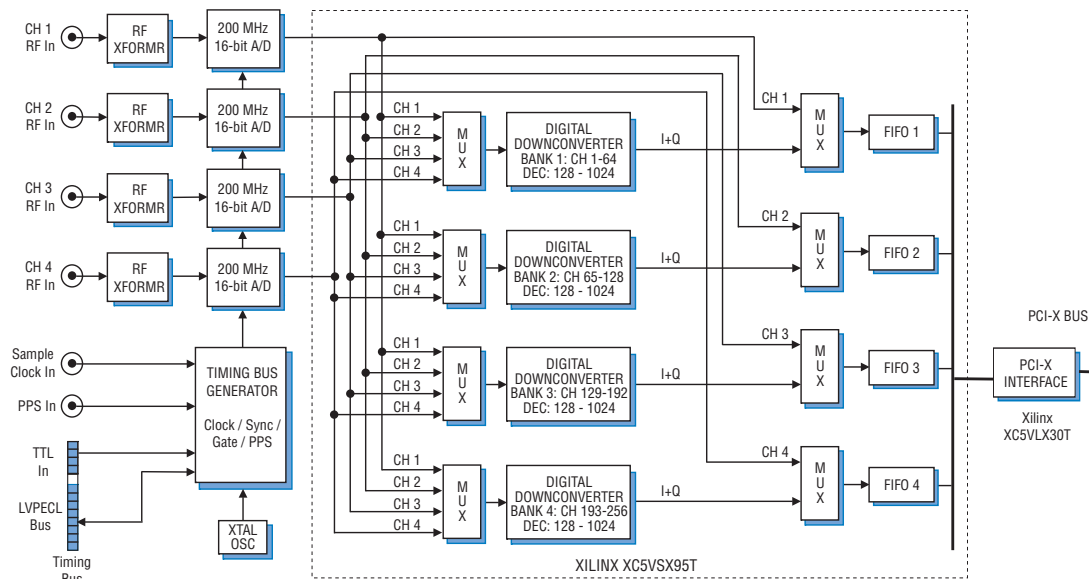 CH 1
RF In
RF
XFORMR
200 MHz
16-bit A/D
CH 2
RF In
RF
XFORMR
200 MHz
16-bit A/D
CH 3
RF In
RF
XFORMR
200 MHz
16-bit A/D
CH 4
RF In
RF
XFORMR
200 MHz
16-bit A/D
Sample
Clock In
PPS In
TTL
In
LVPECL
Bus
Timing
Bus
TIMING BUS
GENERATOR
Clock / Sync /
Gate / PPS
XTAL
OSC
CH 1
CH 2
CH 3
CH 4
M
U
X
DIGITAL
DOWNCONVERTER
BANK 1: CH 1-64
DEC: 128 - 1024
I+Q
CH 1
M
U
X
FIFO 1
CH 1
CH 2
CH 3
CH 4
M
U
X
DIGITAL
DOWNCONVERTER
BANK 2: CH 65-128
DEC: 128 - 1024
I+Q
CH 2
M
U
X
FIFO 2
CH 1
CH 2
CH 3
CH 4
M
U
X
DIGITAL
DOWNCONVERTER
BANK 3: CH 129-192
DEC: 128 - 1024
I+Q
CH 3
M
U
X
FIFO 3
CH 1
CH 2
CH 3
CH 4
M
U
X
DIGITAL
DOWNCONVERTER
BANK 4: CH 193-256
DEC: 128 - 1024
I+Q
CH 4
M
U
X
FIFO 4
XILINX XC5VSX95T
PCI-X BUS
PCI-X
INTERFACE
Xilinx
XC5VLX30T